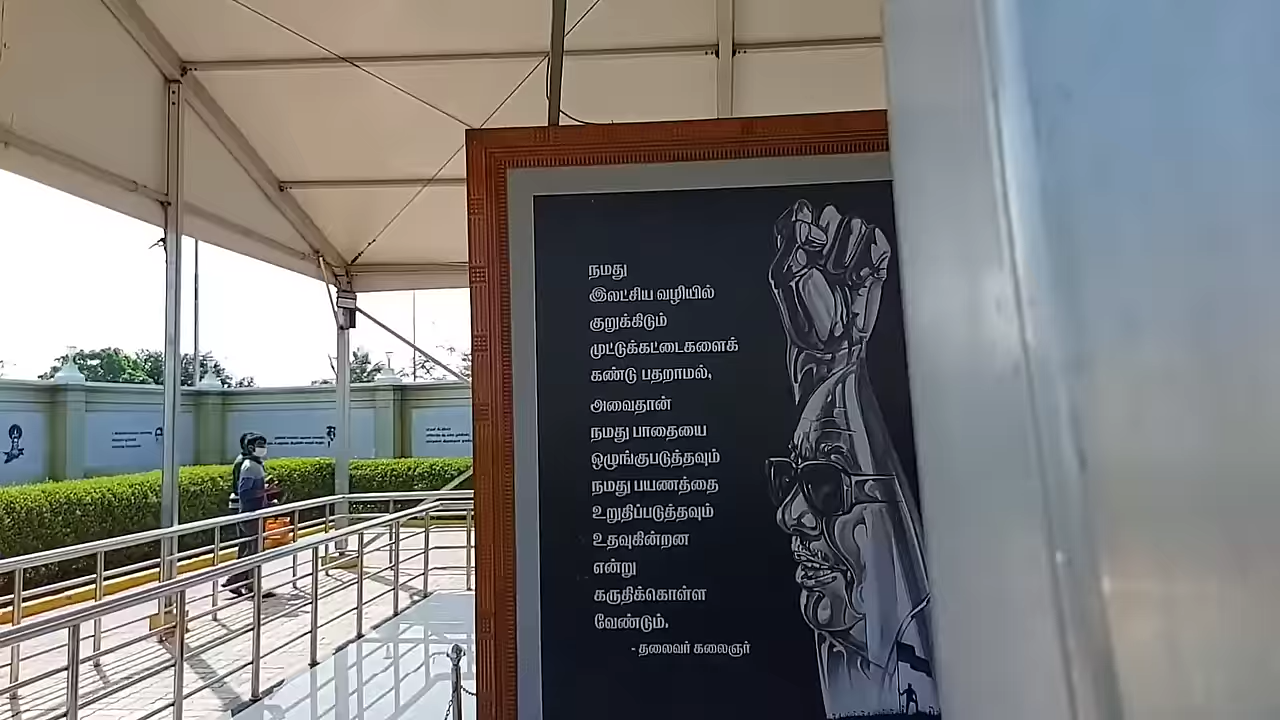 நமது
இலட்சிய வழியில்
குறுக்கிடும்
முட்டுக்கட்டைகளைக்
கண்டு பதறாமல்,
அவைதான்
நமது பாதையை
ஒழுங்குபடுத்தவும்
நமது பயணத்தை
உறுதிப்படுத்தவும்
உதவுகின்றன
என்று
கருதிக்கொள்ள
வேண்டும்.
- தலைவர் கலைஞர்